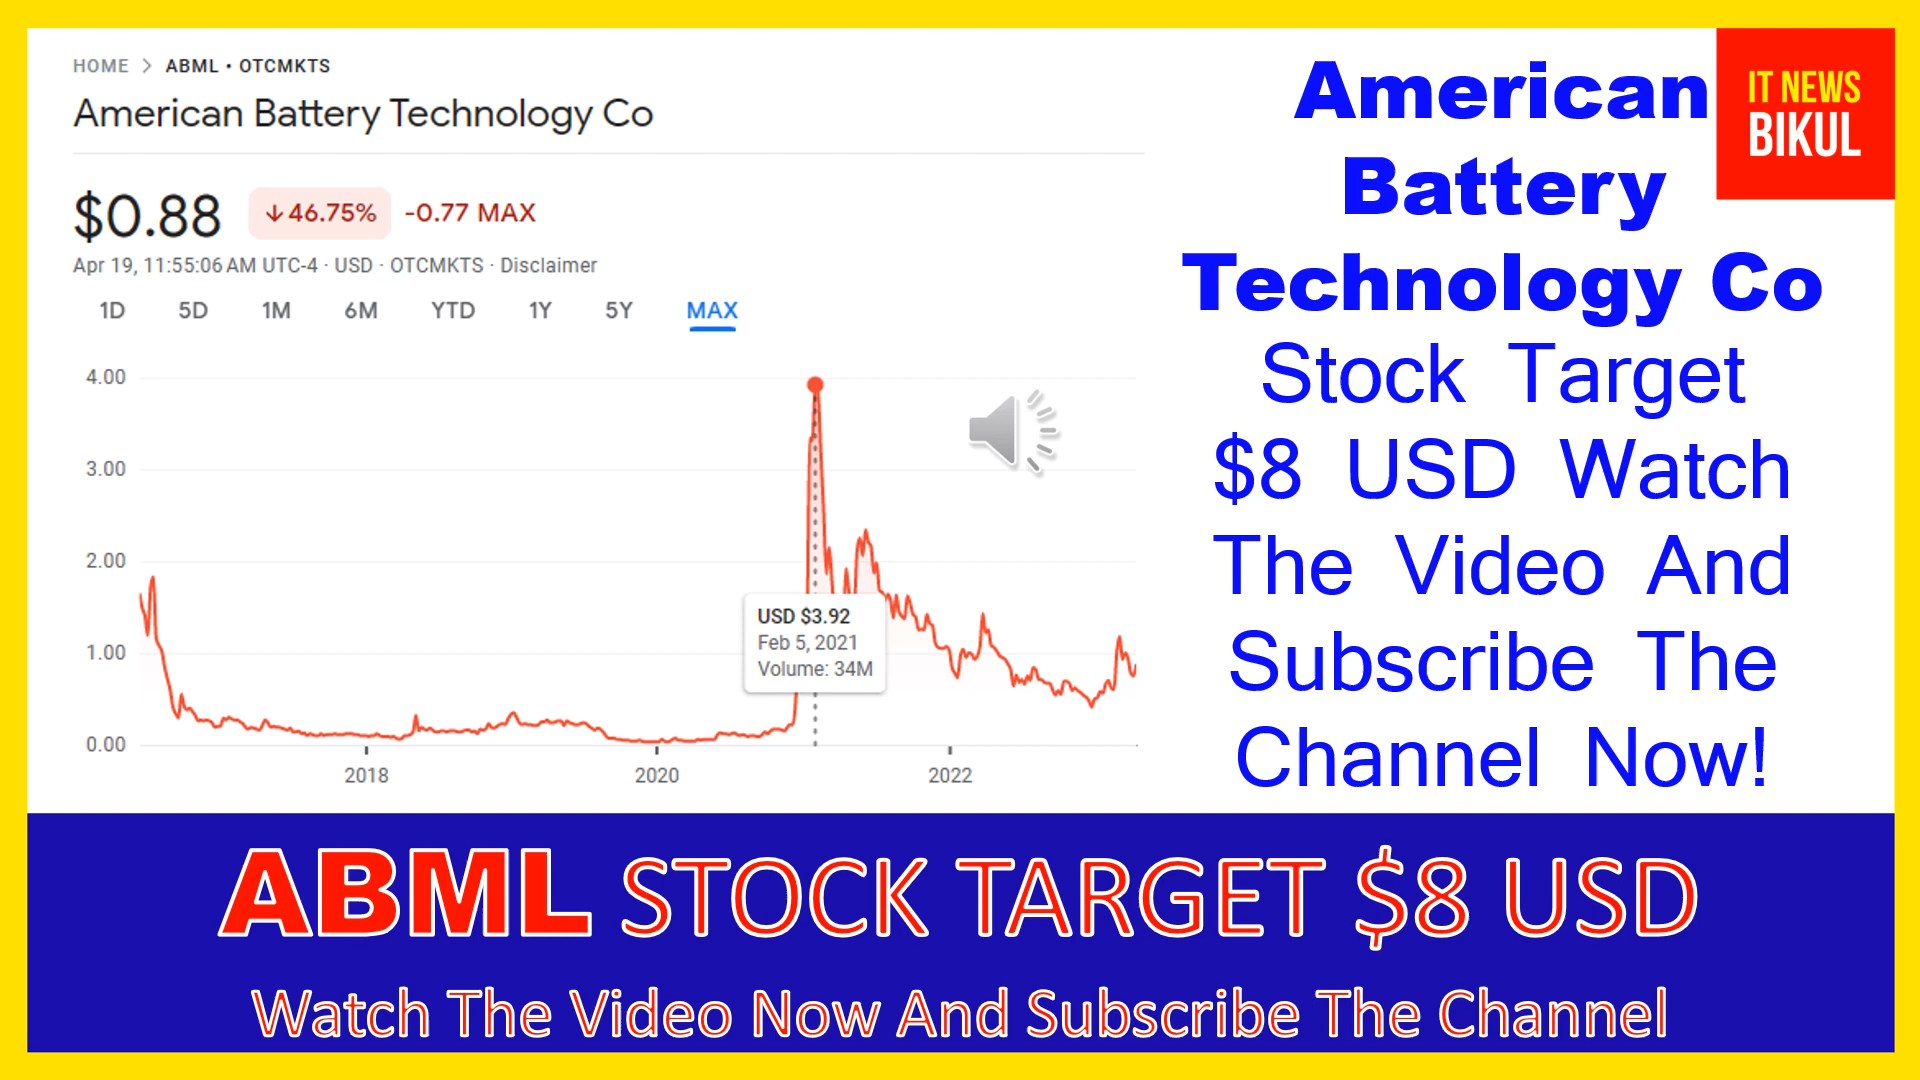 HOME > ABML • OTCMKTS
American Battery Technology Co
$0.88 ↓46.75% -0.77 MAX
Apr 19, 11:55:06 AM UTC-4 · USD · OTCMKTS · Disclaimer
1D 5D 1M 6M YTD 1Y 5Y MAX
4.00
3.00
2.00
1.00
0.00
USD $3.92
Feb 5, 2021
Volume: 34M
2018 2020 2022
American
Battery
Technology Co
Stock Target
$8 USD Watch
The Video And
Subscribe The
Channel Now!
IT NEWS
BIKUL
ABML STOCK TARGET $8 USD
Watch The Video Now And Subscribe The Channel